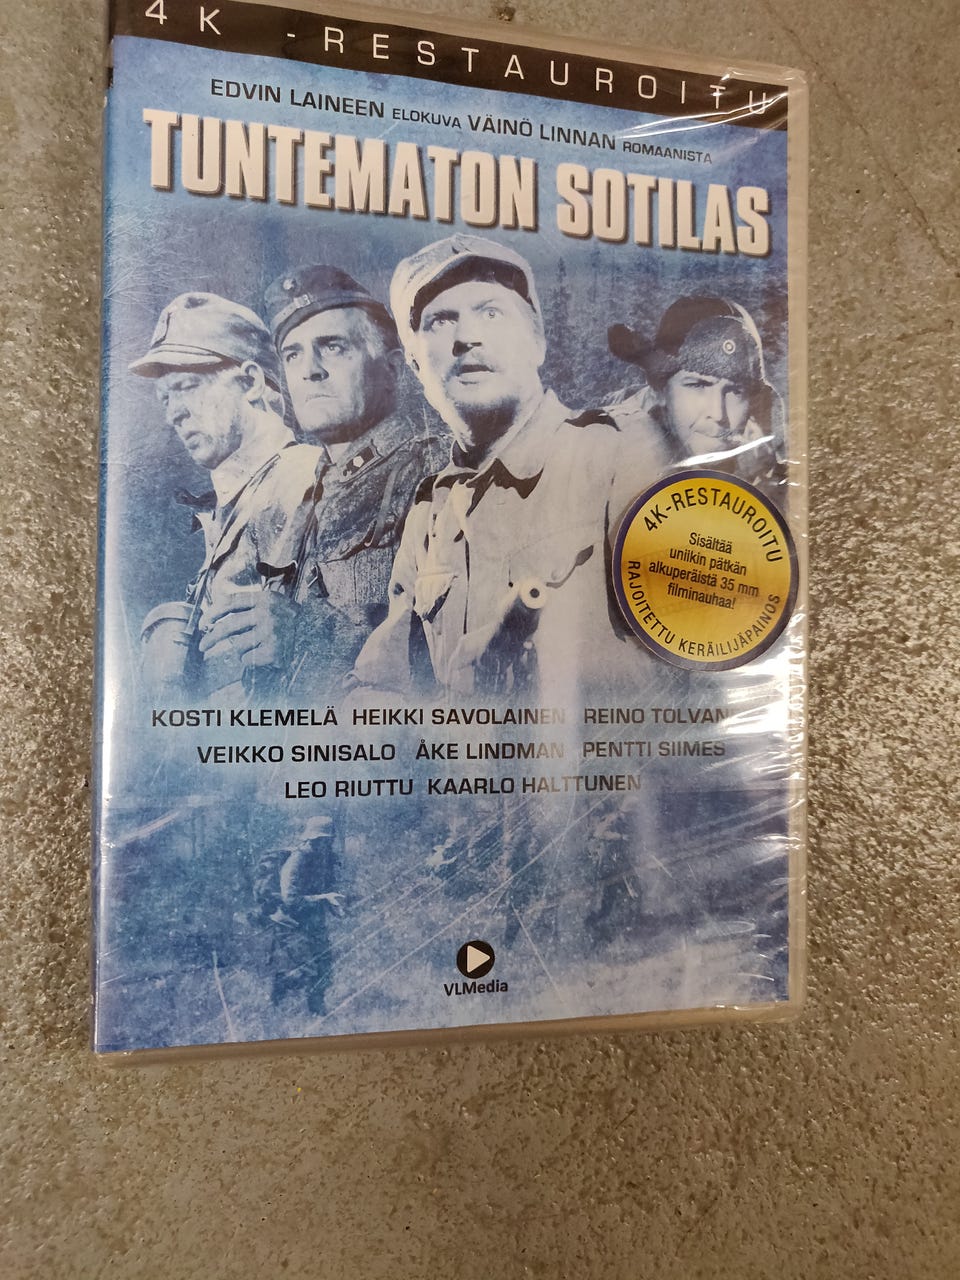 4K -RESTAUROITU
EDVIN LAINEEN ELOKUVA VÄINÖ LINNAN ROMAANISTA
TUNTEMATON SOTILAS
4K-RESTAUROITU
Sisältää
uniikin pätkän
alkuperäistä 35 mm
filminauhaa!
RAJOITETTU KERÄILIJÄPAINOS
KOSTI KLEMELÄ HEIKKI SAVOLAINEN REINO TOLVAN
VEIKKO SINISALO ÅKE LINDMAN PENTTI SIIMES
LEO RIUTTU KAARLO HALTTUNEN
VLMedia